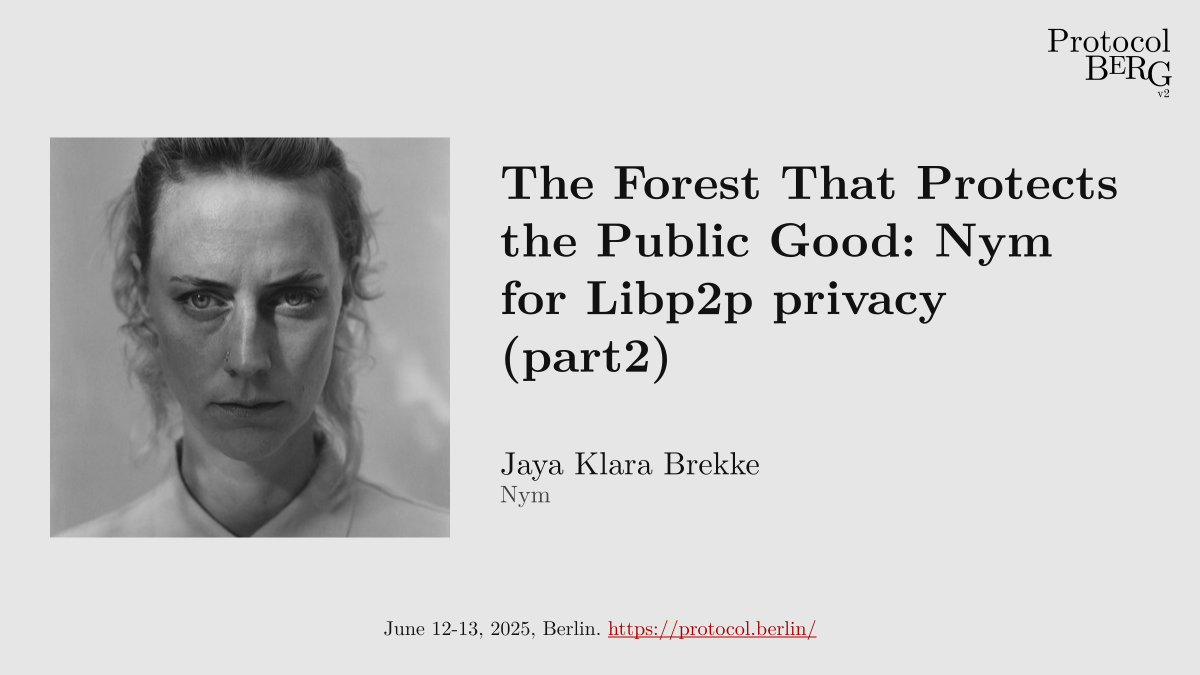 Protocol
BERG
v2
The Forest That Protects
the Public Good: Nym
for Libp2p privacy
(part2)
Jaya Klara Brekke
Nym
June 12-13, 2025, Berlin. https://protocol.berlin/